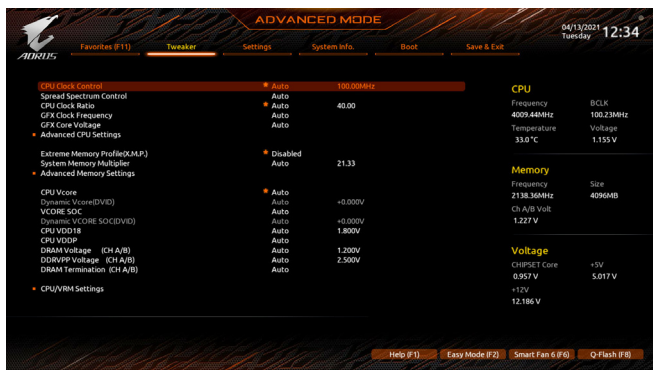 ADVANCED MODE
04/13/2021 Tuesday 12:34
AORUS
Favorites (F11) Tweaker Settings System Info. Boot Save & Exit
CPU Clock Control Auto 100.00MHz
Spread Spectrum Control Auto
CPU Clock Ratio Auto 40.00
GFX Clock Frequency Auto
GFX Core Voltage Auto
Advanced CPU Settings
Extreme Memory Profile(X.M.P.) Disabled
System Memory Multiplier Auto 21.33
Advanced Memory Settings
CPU Vcore Auto
Dynamic Vcore(DVID) Auto +0.000V
VCORE SOC Auto
Dynamic VCORE SOC(DVID) Auto +0.000V
CPU VDD18 Auto 1.800V
CPU VDDP Auto
DRAM Voltage (CH A/B) Auto 1.200V
DDRVPP Voltage (CH A/B) Auto 2.500V
DRAM Termination (CH A/B) Auto
CPU/VRM Settings
CPU
Frequency BCLK
4009.44MHz 100.23MHz
Temperature Voltage
33.0 °C 1.155 V
Memory
Frequency Size
2138.36MHz 4096MB
Ch A/B Volt
1.227 V
Voltage
CHIPSET Core +5V
0.957 V 5.017 V
+12V
12.186 V
Help (F1) Easy Mode (F2) Smart Fan 6 (F6) Q-Flash (F8)